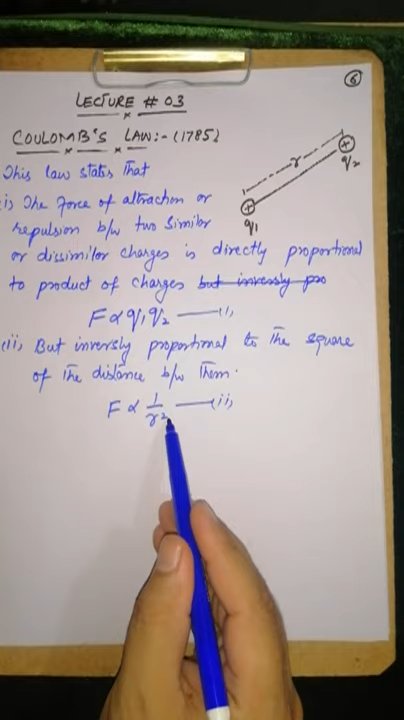 6
LECTURE # 03
COULOMB'S LAW:- (1785)
This law states that
r
q2
q1
(i) The force of attraction or
repulsion b/w two similar
or dissimilar charges is directly proportional
to product of charges but inversly pro
F ∝ q1 q2 ——(i)
(ii) But inversly proportional to The square
of The distance b/w Them.
F ∝ 1/r2 ——(ii)